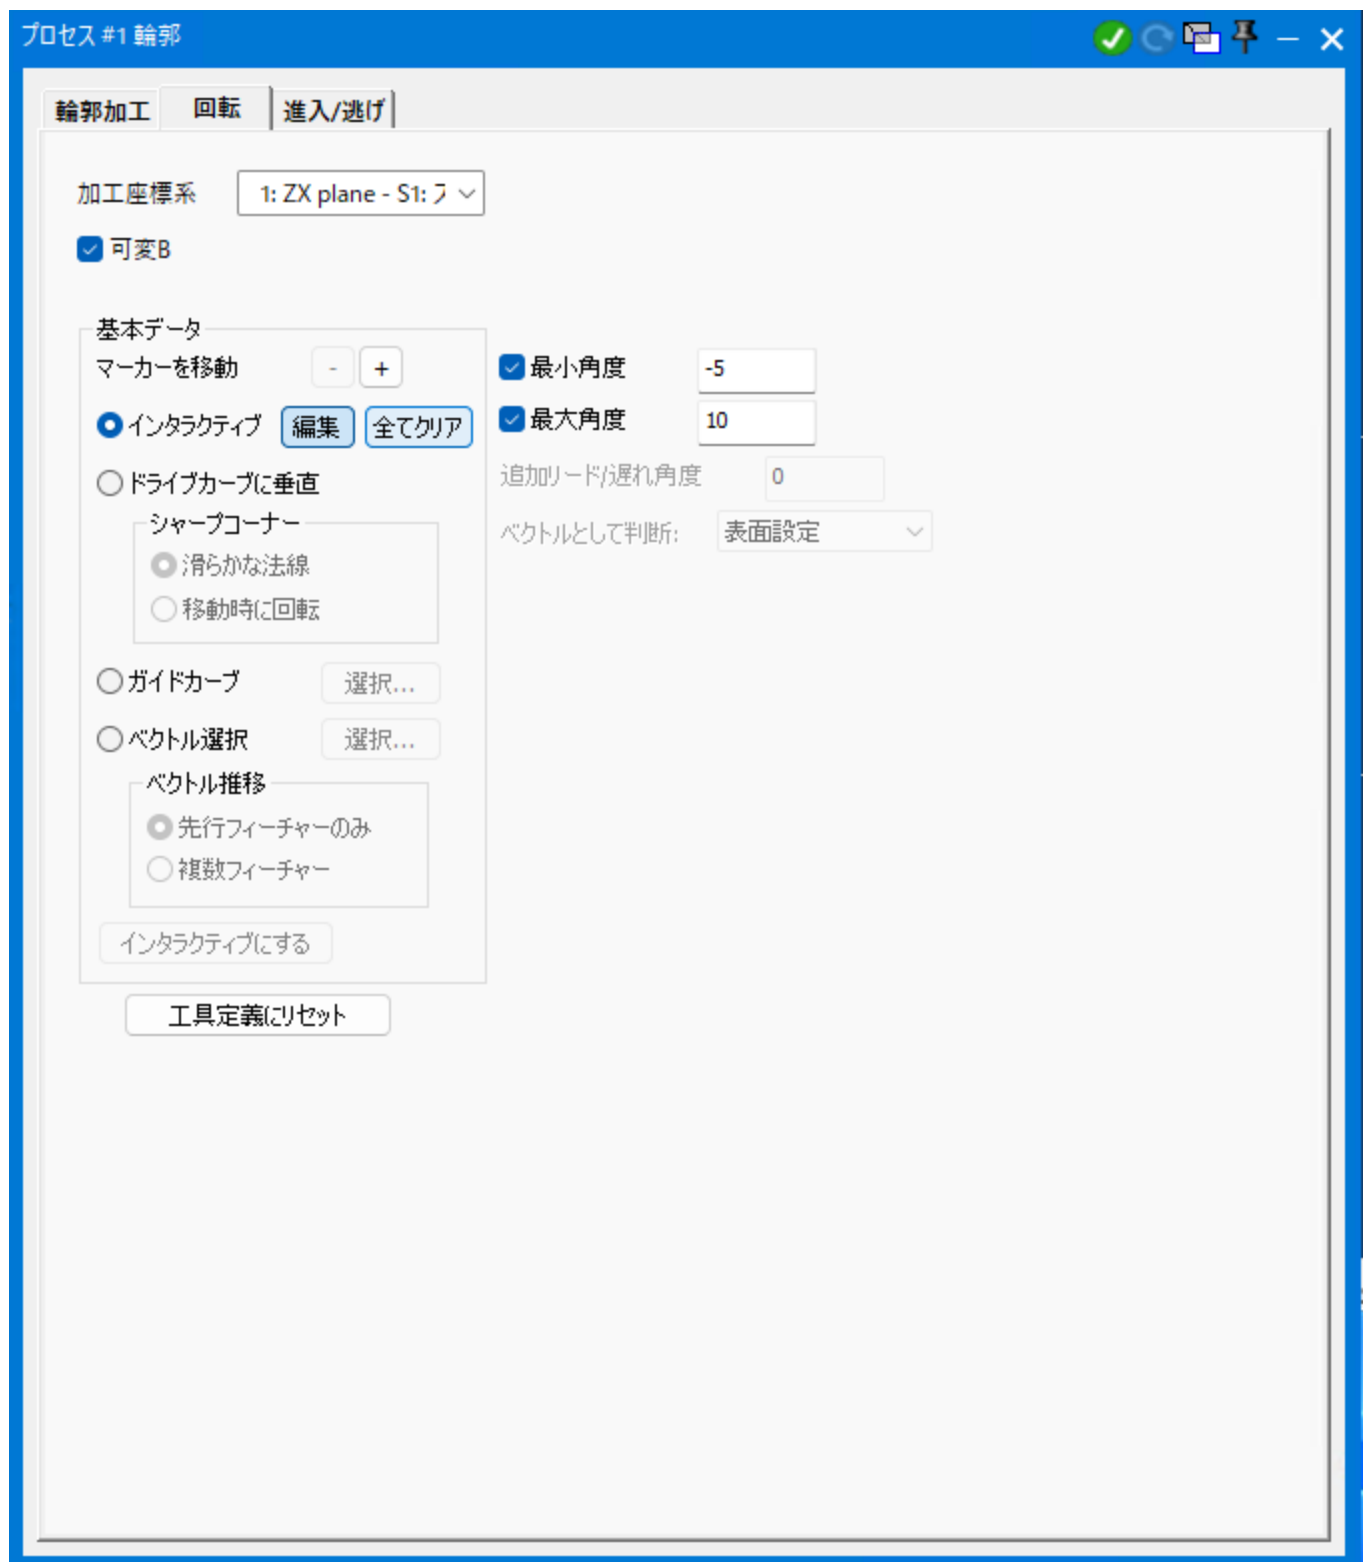 プロセス #1 輪郭
輪郭加工 回転 進入/逃げ
加工座標系 1: ZX plane - S1: ス
可変B
基本データ
マーカーを移動 - +
最小角度 -5
インタラクティブ 編集 全てクリア
最大角度 10
ドライブカーブに垂直
追加リード/遅れ角度 0
シャープコーナー
ベクトルとして判断: 表面設定
滑らかな法線
移動時に回転
ガイドカーブ 選択...
ベクトル選択 選択...
ベクトル推移
先行フィーチャーのみ
複数フィーチャー
インタラクティブにする
工具定義にリセット